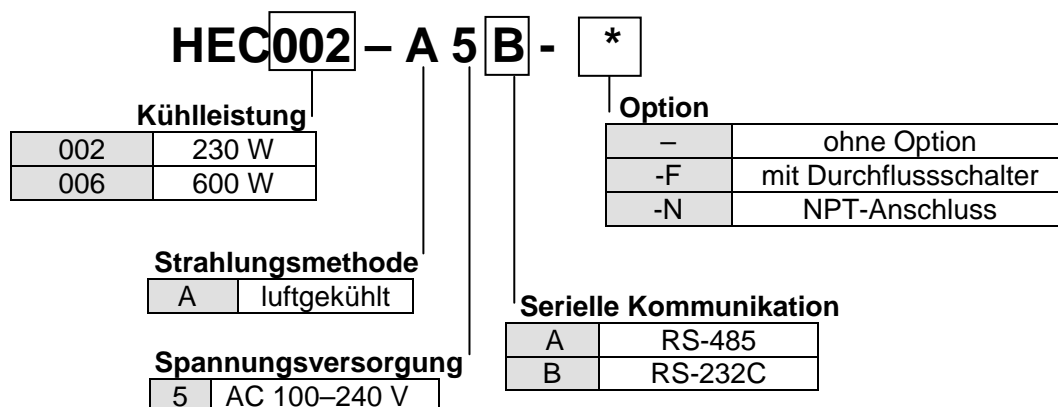 HEC002 – A 5 B - *
Kühlleistung
002 230 W
006 600 W
Option
– ohne Option
-F mit Durchflussschalter
-N NPT-Anschluss
Strahlungsmethode
A luftgekühlt
Serielle Kommunikation
A RS-485
B RS-232C
Spannungsversorgung
5 AC 100–240 V